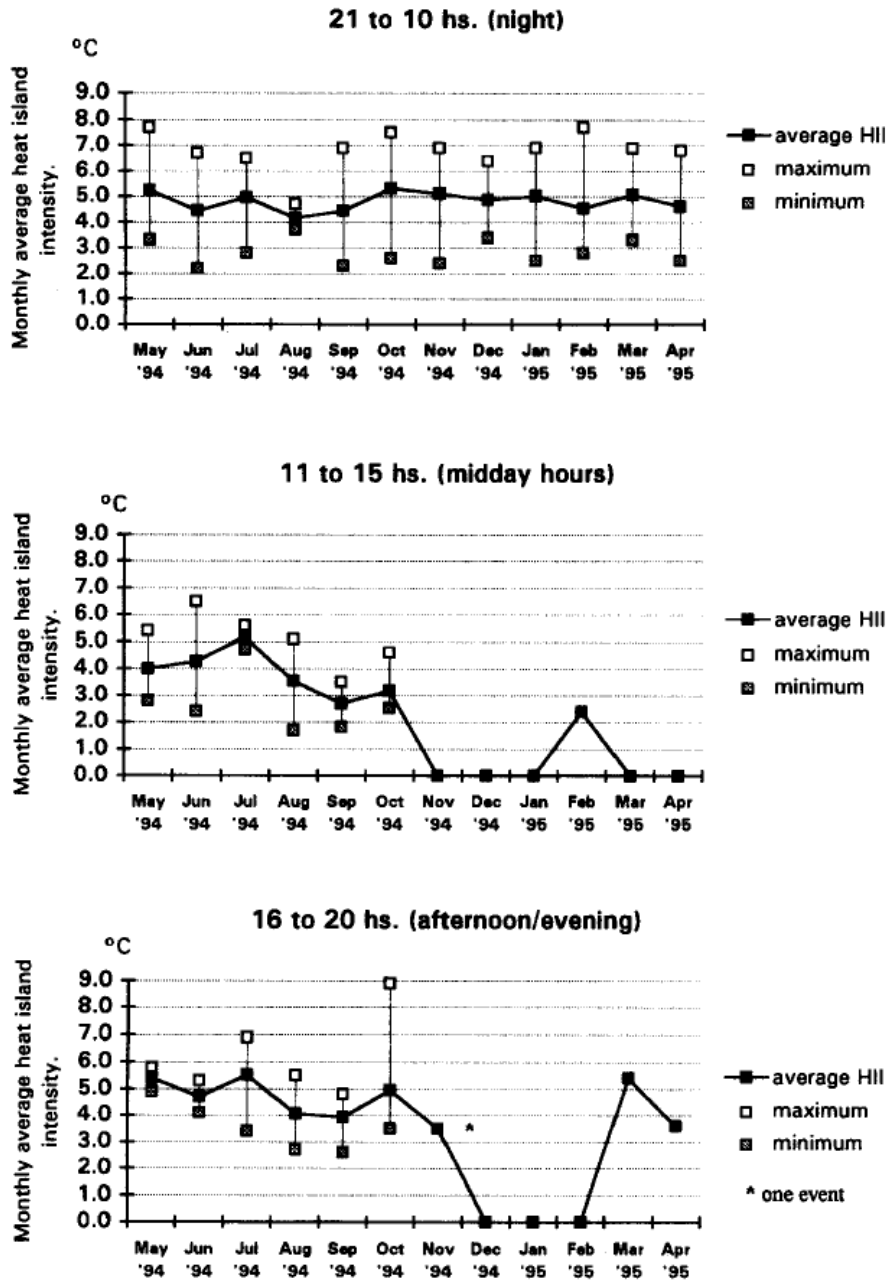 21 to 10 hs. (night)
°C
Monthly average heat island
intensity.
9.0
8.0
7.0
6.0
5.0
4.0
3.0
2.0
1.0
0.0
May Jun Jul Aug Sep Oct Nov Dec Jan Feb Mar Apr
'94 '94 '94 '94 '94 '94 '94 '94 '95 '95 '95 '95
average HII
maximum
minimum
11 to 15 hs. (midday hours)
°C
Monthly average heat island
intensity.
9.0
8.0
7.0
6.0
5.0
4.0
3.0
2.0
1.0
0.0
May Jun Jul Aug Sep Oct Nov Dec Jan Feb Mar Apr
'94 '94 '94 '94 '94 '94 '94 '94 '95 '95 '95 '95
average HII
maximum
minimum
16 to 20 hs. (afternoon/evening)
°C
Monthly average heat island
intensity.
9.0
8.0
7.0
6.0
5.0
4.0
3.0
2.0
1.0
0.0
*
May Jun Jul Aug Sep Oct Nov Dec Jan Feb Mar Apr
'94 '94 '94 '94 '94 '94 '94 '94 '95 '95 '95 '95
average HII
maximum
minimum
* one event